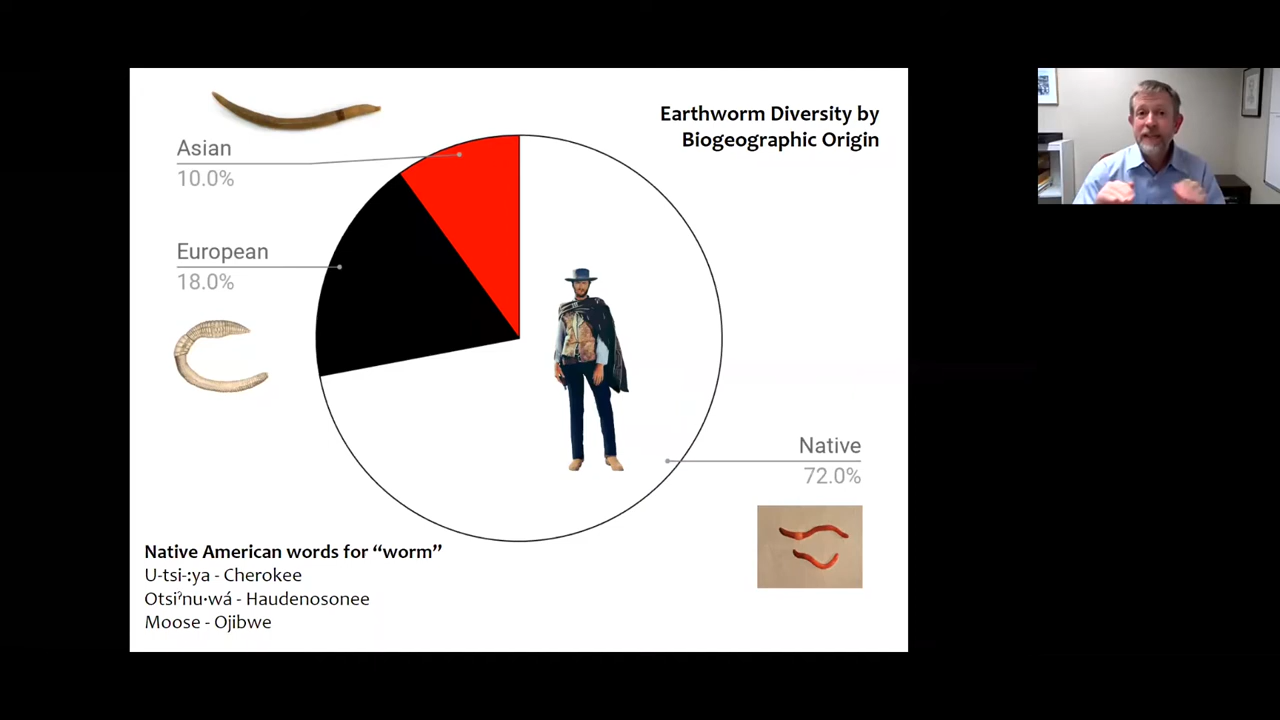 Earthworm Diversity by
Biogeographic Origin
Asian
10.0%
European
18.0%
Native
72.0%
Native American words for “worm”
U-tsi-:ya - Cherokee
Otsiˀnu·wá - Haudenosonee
Moose - Ojibwe